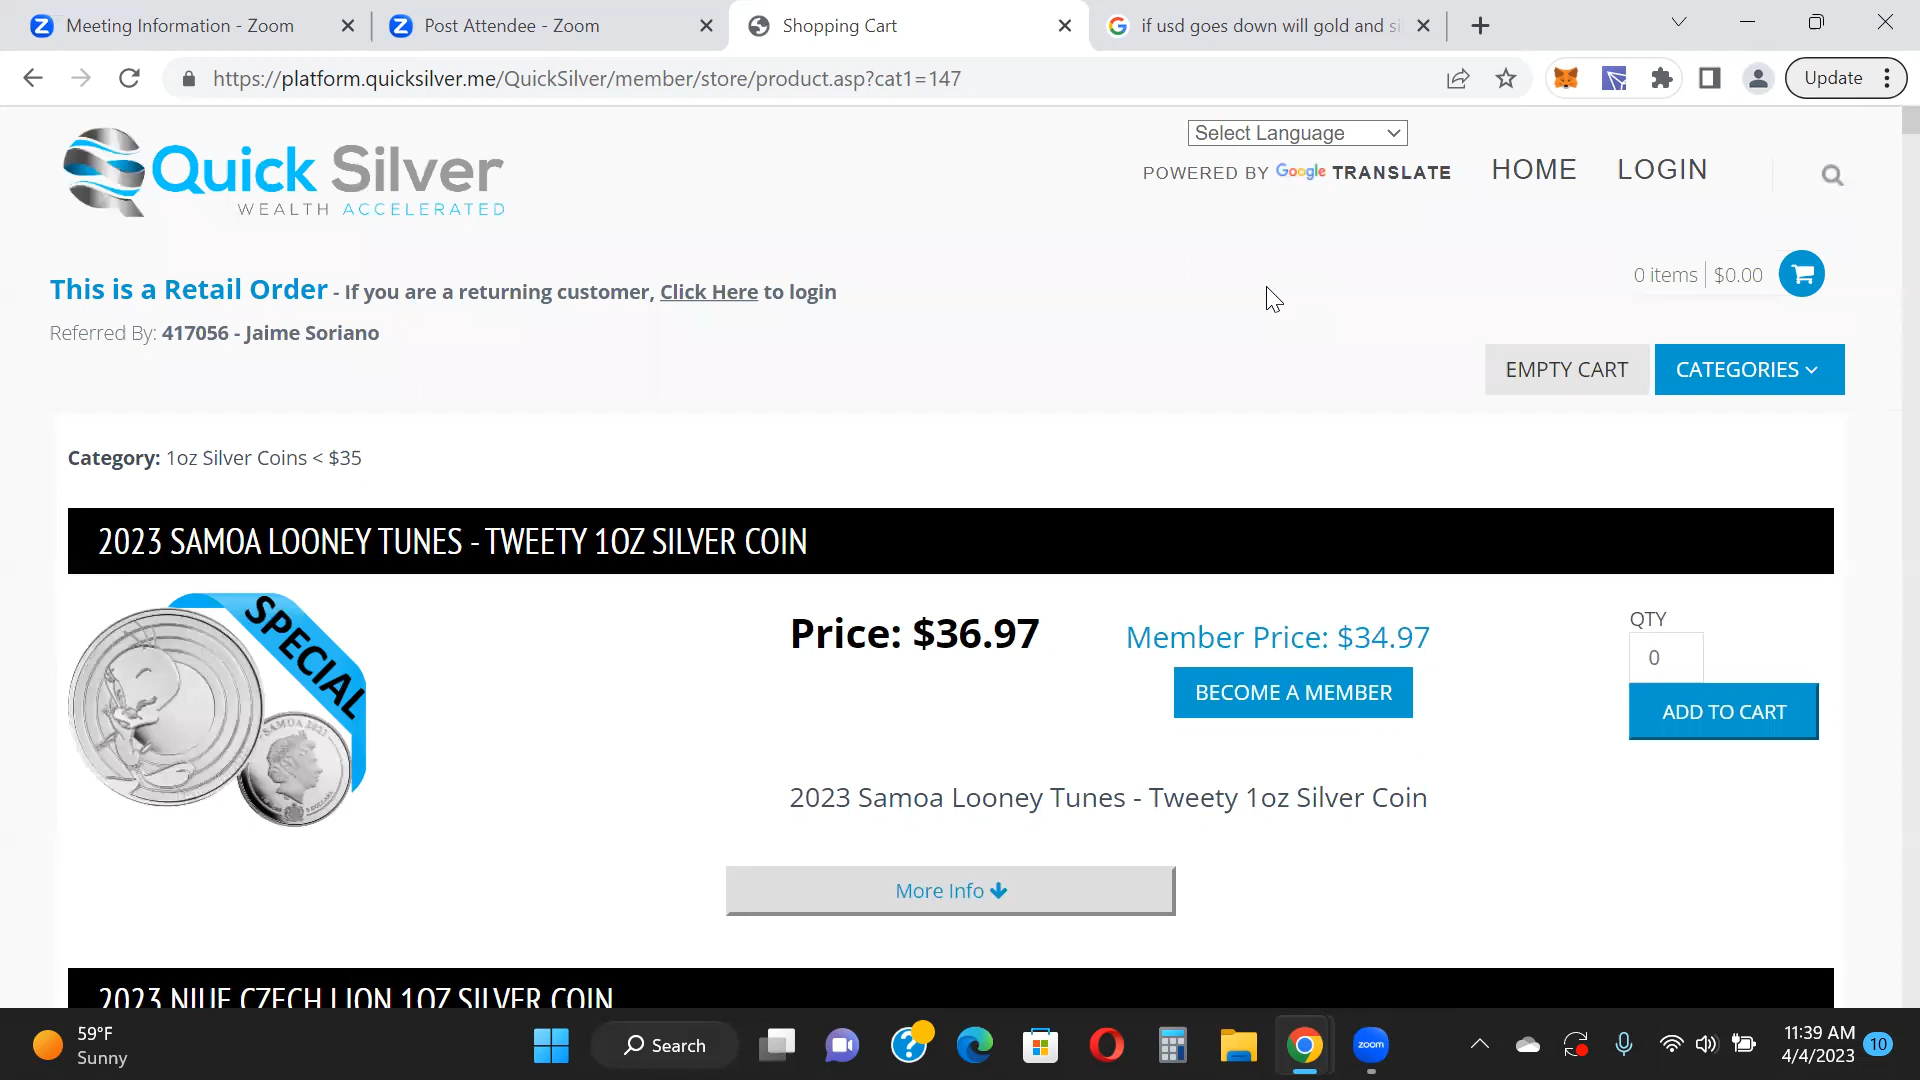 Meeting Information - Zoom
Post Attendee - Zoom
Shopping Cart
if usd goes down will gold and si
https://platform.quicksilver.me/QuickSilver/member/store/product.asp?cat1=147
Update
Quick Silver
WEALTH ACCELERATED
Select Language
POWERED BY Google TRANSLATE
HOME
LOGIN
This is a Retail Order - If you are a returning customer, Click Here to login
0 items
$0.00
Referred By: 417056 - Jaime Soriano
EMPTY CART
CATEGORIES
Category: 1oz Silver Coins < $35
2023 SAMOA LOONEY TUNES - TWEETY 1OZ SILVER COIN
SPECIAL
SAMOA 2023
Price: $36.97
Member Price: $34.97
BECOME A MEMBER
QTY
0
ADD TO CART
2023 Samoa Looney Tunes - Tweety 1oz Silver Coin
More Info
2023 NIUE CZECH LION 1OZ SILVER COIN
59°F
Sunny
Search
zoom
11:39 AM
4/4/2023
10